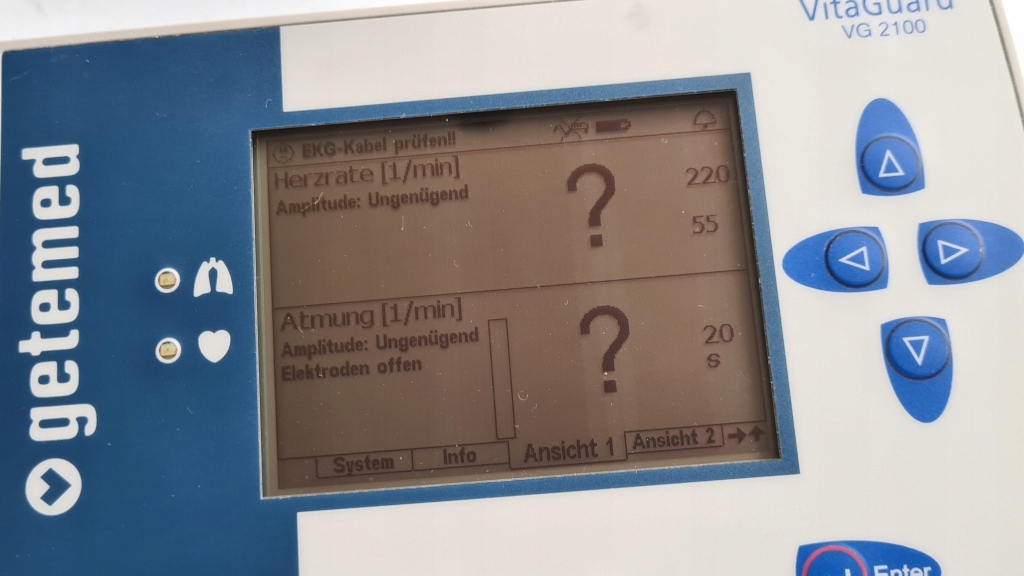 VitaGuard
VG 2100
getemed
EKG-Kabel prüfen!!
Herzrate [1/min]
Amplitude: Ungenügend
?
220
55
Atmung [1/min]
Amplitude: Ungenügend
Elektroden offen
?
20
s
System
Info
Ansicht 1
Ansicht 2
Enter